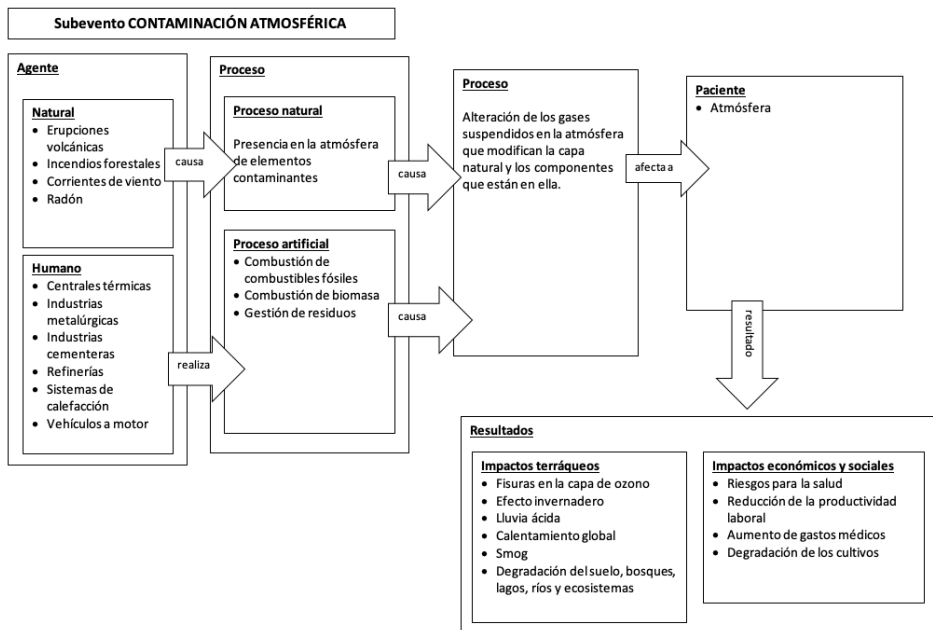 Subevento CONTAMINACIÓN ATMOSFÉRICA
Agente
Natural
• Erupciones
volcánicas
• Incendios forestales
• Corrientes de viento
• Radón
causa
Humano
• Centrales térmicas
• Industrias
metalúrgicas
• Industrias
cementeras
• Refinerías
• Sistemas de
calefacción
• Vehículos a motor
realiza
Proceso
Proceso natural
Presencia en la atmósfera
de elementos
contaminantes
causa
Proceso artificial
• Combustión de
combustibles fósiles
• Combustión de biomasa
• Gestión de residuos
causa
Proceso
Alteración de los gases
suspendidos en la atmósfera
que modifican la capa
natural y los componentes
que están en ella.
afecta a
Paciente
• Atmósfera
resultado
Resultados
Impactos terráqueos
• Fisuras en la capa de ozono
• Efecto invernadero
• Lluvia ácida
• Calentamiento global
• Smog
• Degradación del suelo, bosques,
lagos, ríos y ecosistemas
Impactos económicos y sociales
• Riesgos para la salud
• Reducción de la productividad
laboral
• Aumento de gastos médicos
• Degradación de los cultivos